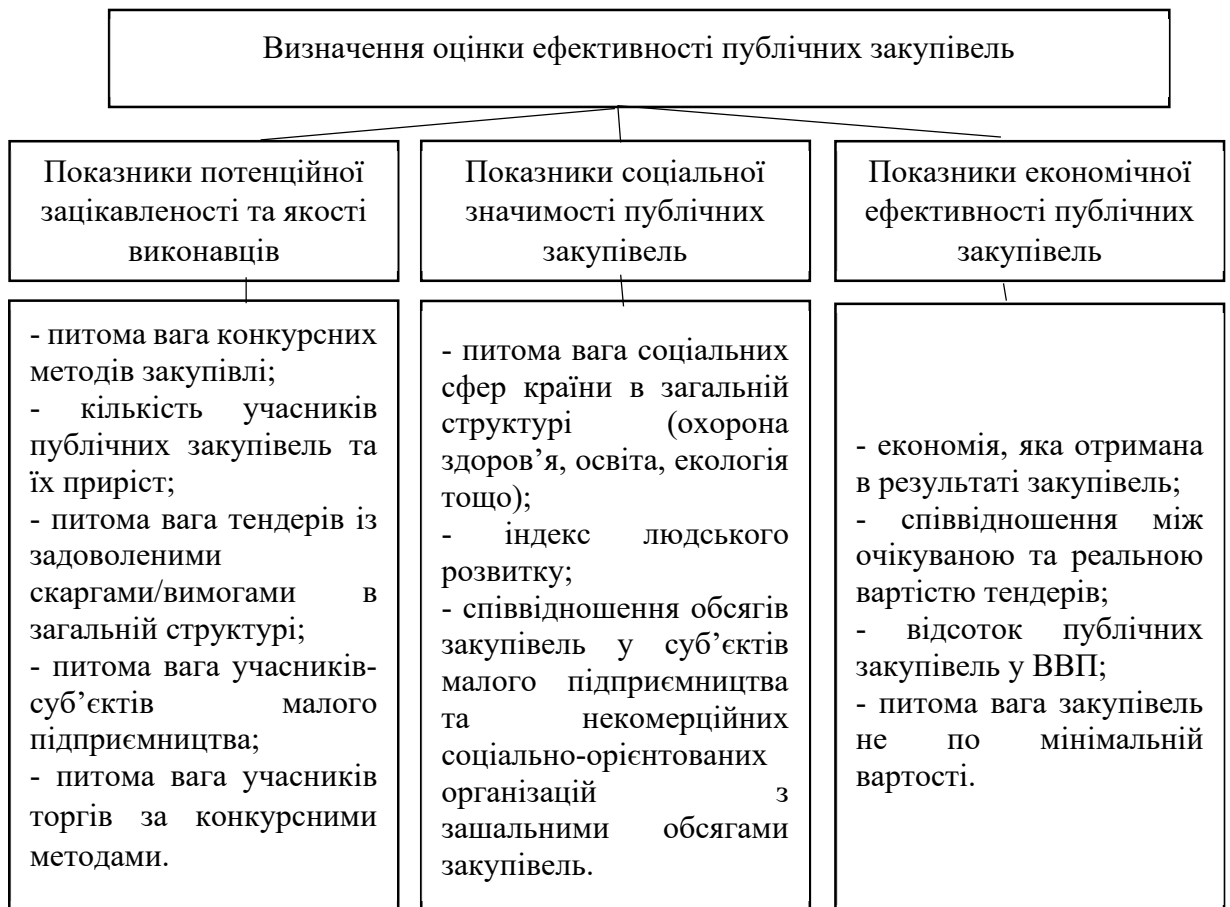 Визначення оцінки ефективності публічних закупівель
Показники потенційної
зацікавленості та якості
виконавців
Показники соціальної
значимості публічних
закупівель
Показники економічної
ефективності публічних
закупівель
- питома вага конкурсних
методів закупівлі;
- кількість учасників
публічних закупівель та
їх приріст;
- питома вага тендерів із
задоволеними
скаргами/вимогами в
загальній структурі;
- питома вага учасників-
суб’єктів малого
підприємництва;
- питома вага учасників
торгів за конкурсними
методами.
- питома вага соціальних
сфер країни в загальній
структурі (охорона
здоров’я, освіта, екологія
тощо);
- індекс людського
розвитку;
- співвідношення обсягів
закупівель у суб’єктів
малого підприємництва
та некомерційних
соціально-орієнтованих
організацій з
зашальними обсягами
закупівель.
- економія, яка отримана
в результаті закупівель;
- співвідношення між
очікуваною та реальною
вартістю тендерів;
- відсоток публічних
закупівель у ВВП;
- питома вага закупівель
не по мінімальній
вартості.